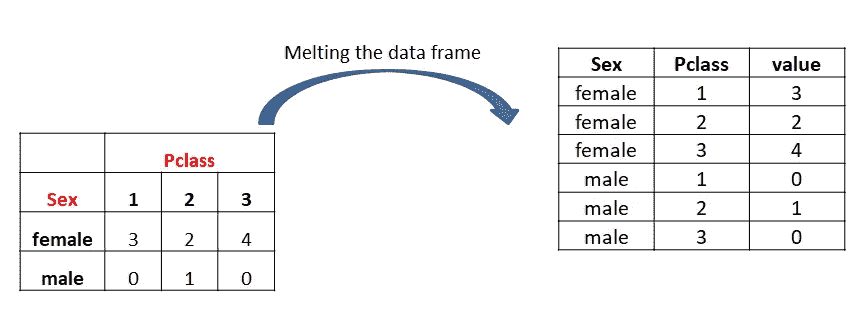 Melting the data frame
Pclass
Sex 1 2 3
female 3 2 4
male 0 1 0
Sex Pclass value
female 1 3
female 2 2
female 3 4
male 1 0
male 2 1
male 3 0